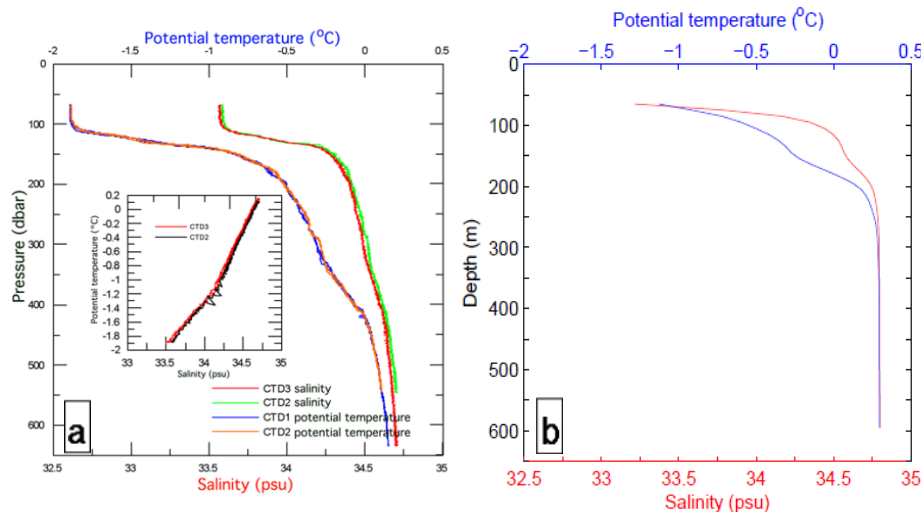 Potential temperature (°C)
-2 -1.5 -1 -0.5 0 0.5
0
100
200
300
400
500
600
Pressure (dbar)
0.2
0
-0.2
-0.4
-0.6
-0.8
-1
-1.2
-1.4
-1.6
-1.8
-2
Potential temperature (°C)
CTD3
CTD2
33 33.5 34 34.5 35
Salinity (psu)
CTD3 salinity
CTD2 salinity
CTD1 potential temperature
CTD2 potential temperature
a
32.5 33 33.5 34 34.5 35
Salinity (psu)
Potential temperature (°C)
-2 -1.5 -1 -0.5 0 0.5
0
100
200
300
400
500
600
Depth (m)
b
32.5 33 33.5 34 34.5 35
Salinity (psu)